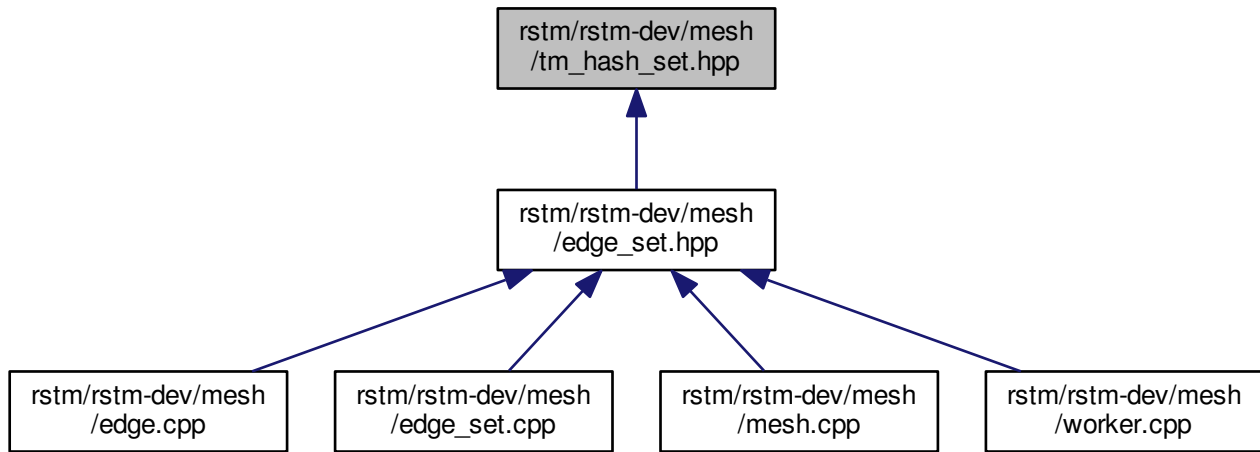 rstm/rstm-dev/mesh
/tm_hash_set.hpp
rstm/rstm-dev/mesh
/edge_set.hpp
rstm/rstm-dev/mesh
/edge.cpp
rstm/rstm-dev/mesh
/edge_set.cpp
rstm/rstm-dev/mesh
/mesh.cpp
rstm/rstm-dev/mesh
/worker.cpp